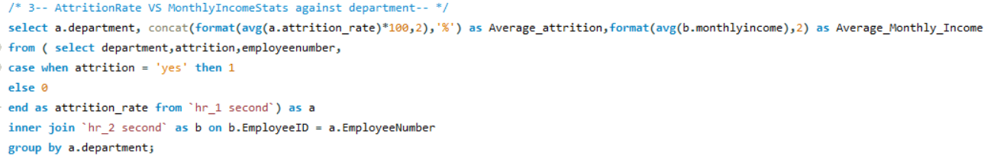 /* 3-- AttritionRate VS MonthlyIncomeStats against department-- */
select a.department, concat(format(avg(a.attrition_rate)*100,2),'%') as Average_attrition,format(avg(b.monthlyincome),2) as Average_Monthly_Income
from ( select department,attrition,employeenumber,
case when attrition = 'yes' then 1
else 0
end as attrition_rate from `hr_1 second`) as a
inner join `hr_2 second` as b on b.EmployeeID = a.EmployeeNumber
group by a.department;